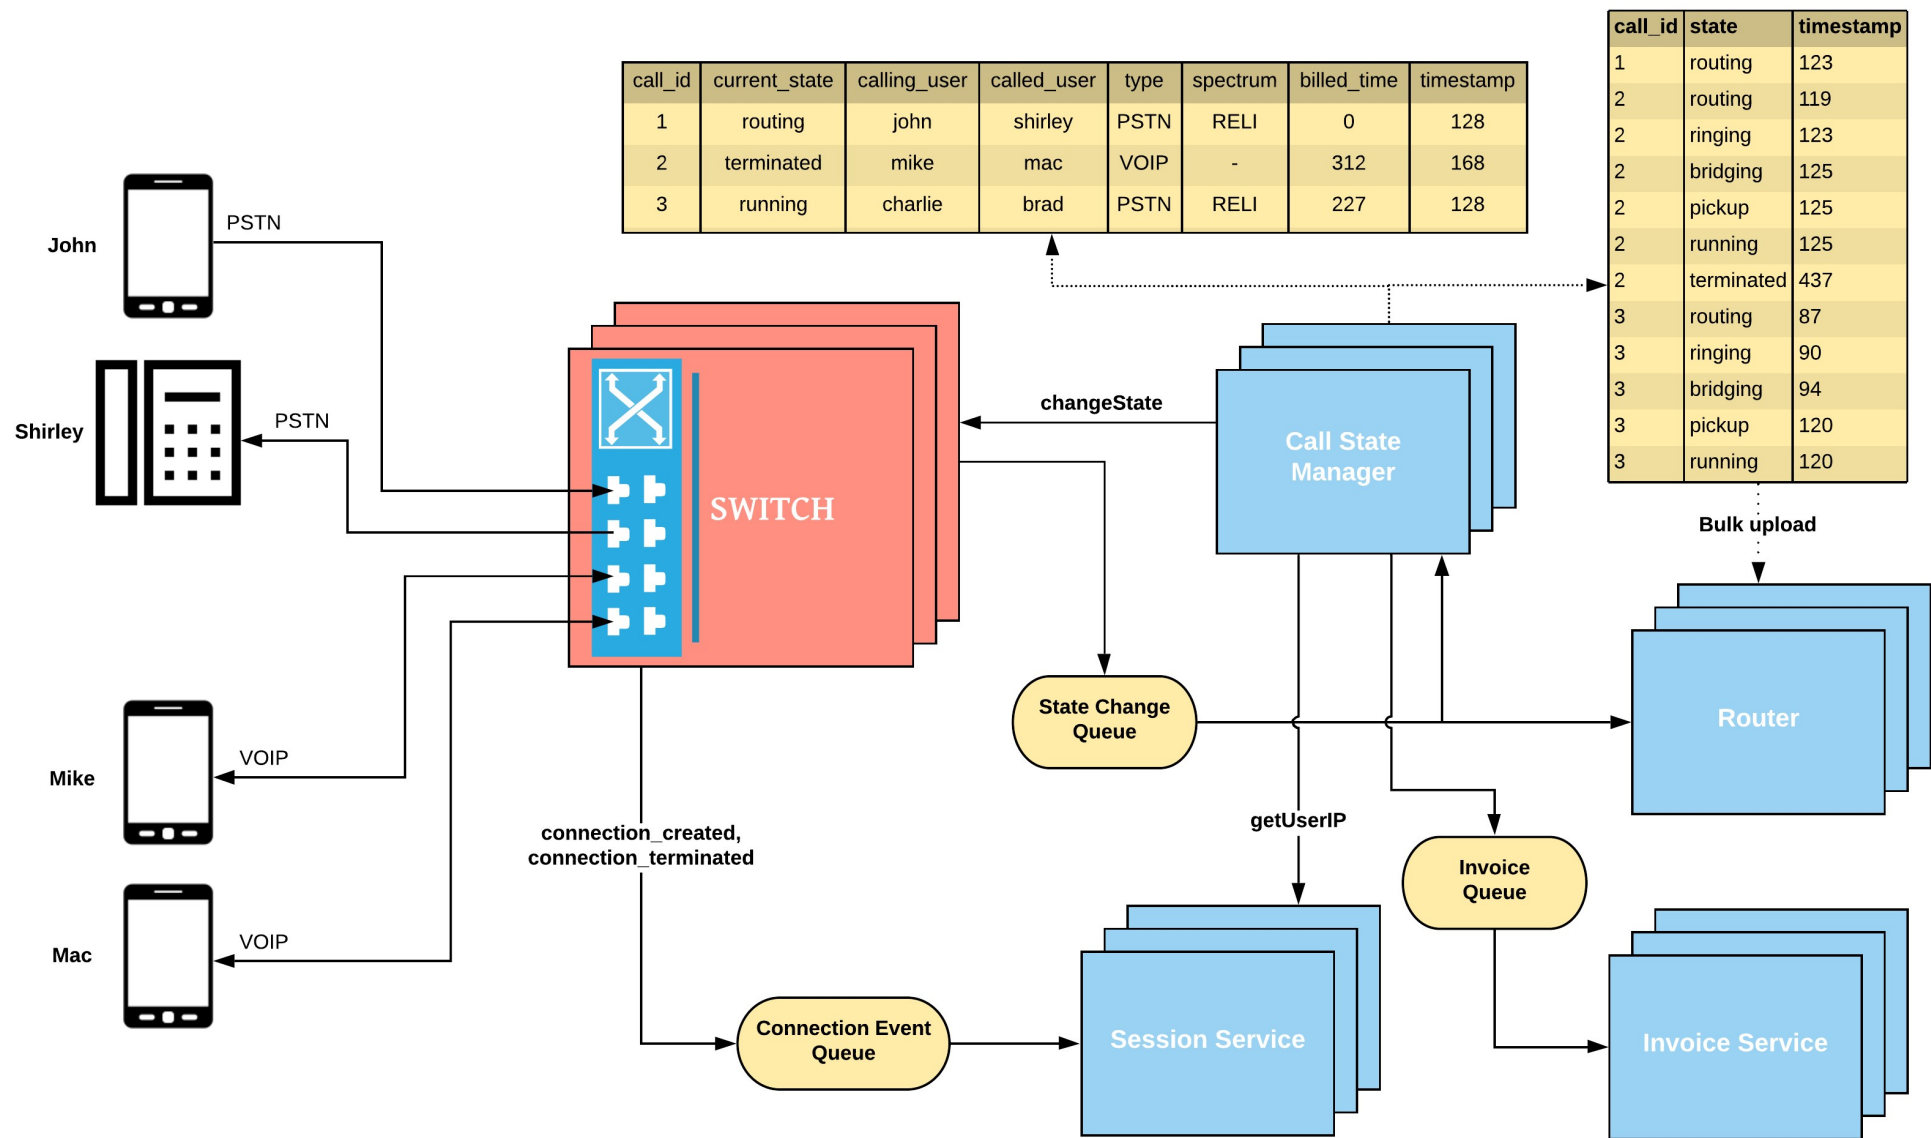 call_id state timestamp
1 routing 123
2 routing 119
2 ringing 123
2 bridging 125
2 pickup 125
2 running 125
2 terminated 437
3 routing 87
3 ringing 90
3 bridging 94
3 pickup 120
3 running 120
call_id current_state calling_user called_user type spectrum billed_time timestamp
1 routing john shirley PSTN RELI 0 128
2 terminated mike mac VOIP - 312 168
3 running charlie brad PSTN RELI 227 128
John
PSTN
Shirley
PSTN
SWITCH
changeState
Call State
Manager
Bulk upload
State Change
Queue
Router
Mike
VOIP
connection_created,
connection_terminated
getUserIP
Invoice
Queue
Mac
VOIP
Connection Event
Queue
Session Service
Invoice Service